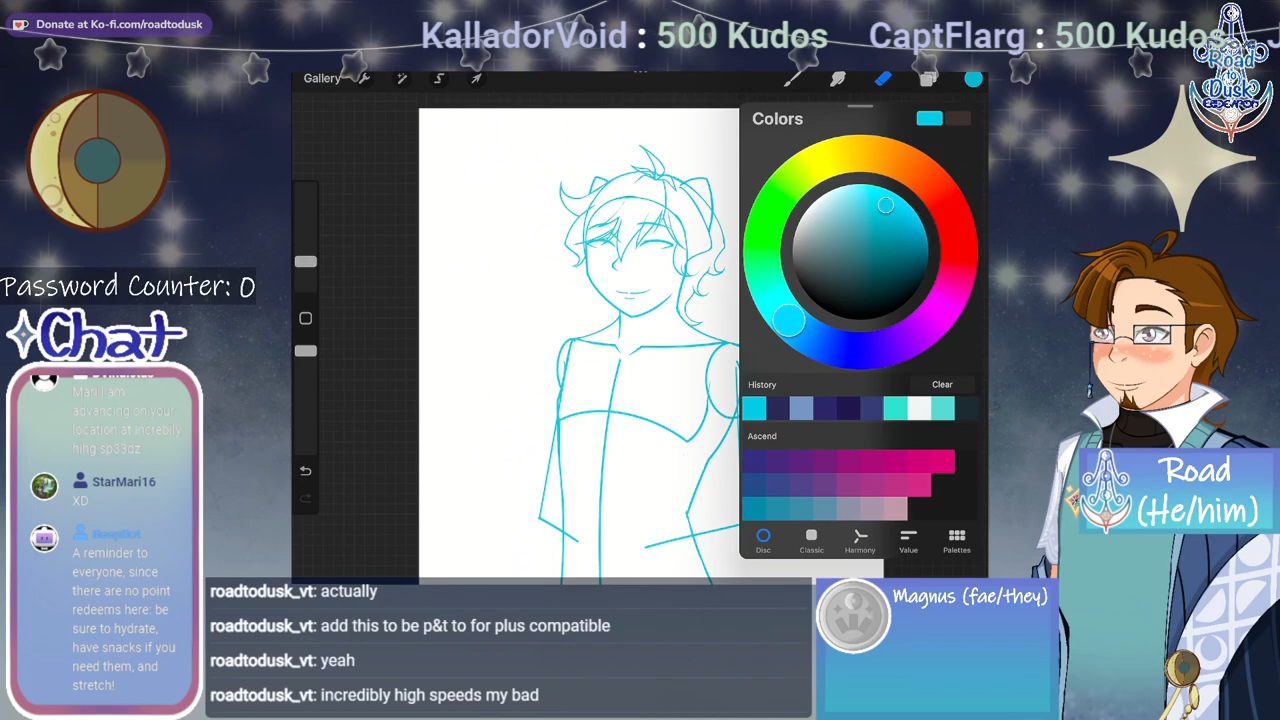 Donate at Ko-fi.com/roadtodusk
KalladorVoid : 500 Kudos CaptFlarg : 500 Kudos
Road
to
Dusk
Gallery
Colors
Password Counter: 0
Chat
History
Clear
Ascend
Disc
Classic
Harmony
Value
Palettes
Mari I am
advancing on your
location at increbily
hihg sp33dz
StarMari16
XD
A reminder to
everyone, since
there are no point
redeems here: be
sure to hydrate,
have snacks if you
need them, and
stretch!
roadtodusk_vt: actually
roadtodusk_vt: add this to be p&t to for plus compatible
roadtodusk_vt: yeah
roadtodusk_vt: incredibly high speeds my bad
Magnus (fae/they)
Road
(He/him)